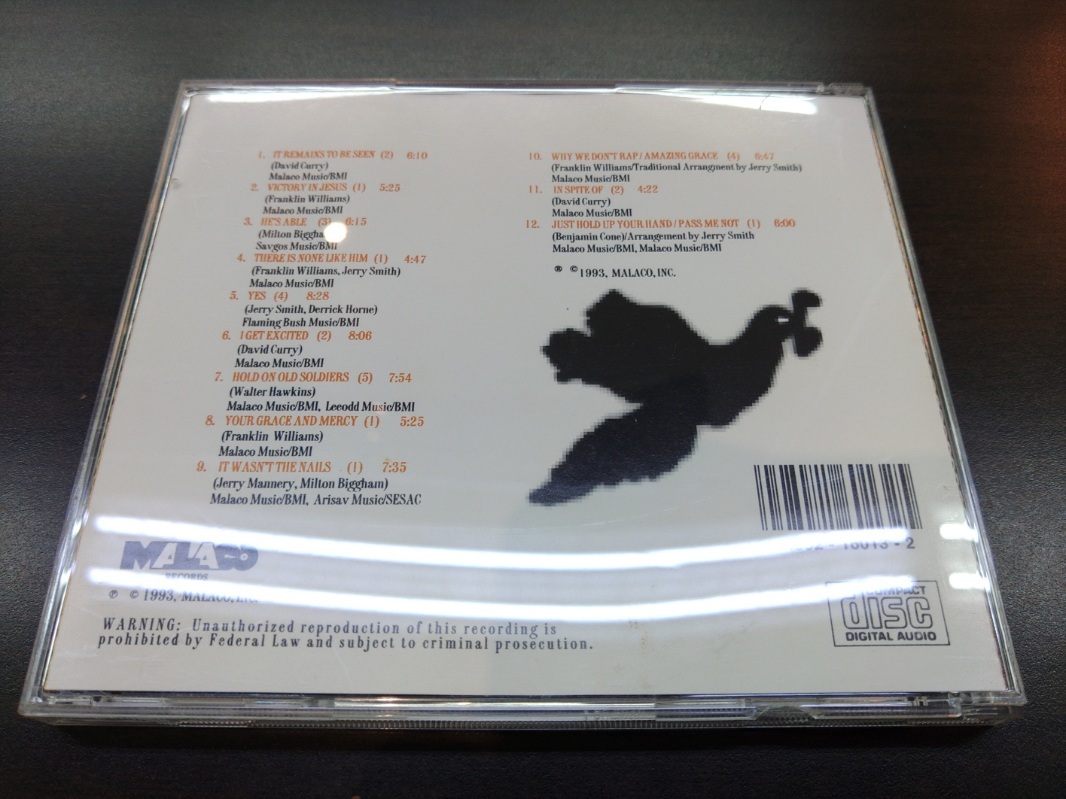 1. IT REMAINS TO BE SEEN (2) 6:10
(David Curry)
Malaco Music/BMI
2. VICTORY IN JESUS (1) 5:25
(Franklin Williams)
Malaco Music/BMI
3. HE'S ABLE (3) 6:15
(Milton Biggham)
Savgos Music/BMI
4. THERE IS NONE LIKE HIM (1) 4:47
(Franklin Williams, Jerry Smith)
Malaco Music/BMI
5. YES (4) 8:28
(Jerry Smith, Derrick Horne)
Flaming Bush Music/BMI
6. I GET EXCITED (2) 8:06
(David Curry)
Malaco Music/BMI
7. HOLD ON OLD SOLDIERS (5) 7:54
(Walter Hawkins)
Malaco Music/BMI, Leeodd Music/BMI
8. YOUR GRACE AND MERCY (1) 5:25
(Franklin Williams)
Malaco Music/BMI
9. IT WASN'T THE NAILS (1) 7:35
(Jerry Mannery, Milton Biggham)
Malaco Music/BMI, Arisav Music/SESAC
10. WHY WE DON'T RAP / AMAZING GRACE (4) 6:47
(Franklin Williams/Traditional Arrangment by Jerry Smith)
Malaco Music/BMI
11. IN SPITE OF (2) 4:22
(David Curry)
Malaco Music/BMI
12. JUST HOLD UP YOUR HAND / PASS ME NOT (1) 6:00
(Benjamin Cone)/Arrangement by Jerry Smith
Malaco Music/BMI, Malaco Music/BMI
℗ © 1993, MALACO, INC.
MALACO
RECORDS
℗ © 1993, MALACO, INC.
WARNING: Unauthorized reproduction of this recording is
prohibited by Federal Law and subject to criminal prosecution.
- 16013 - 2
COMPACT
disc
DIGITAL AUDIO